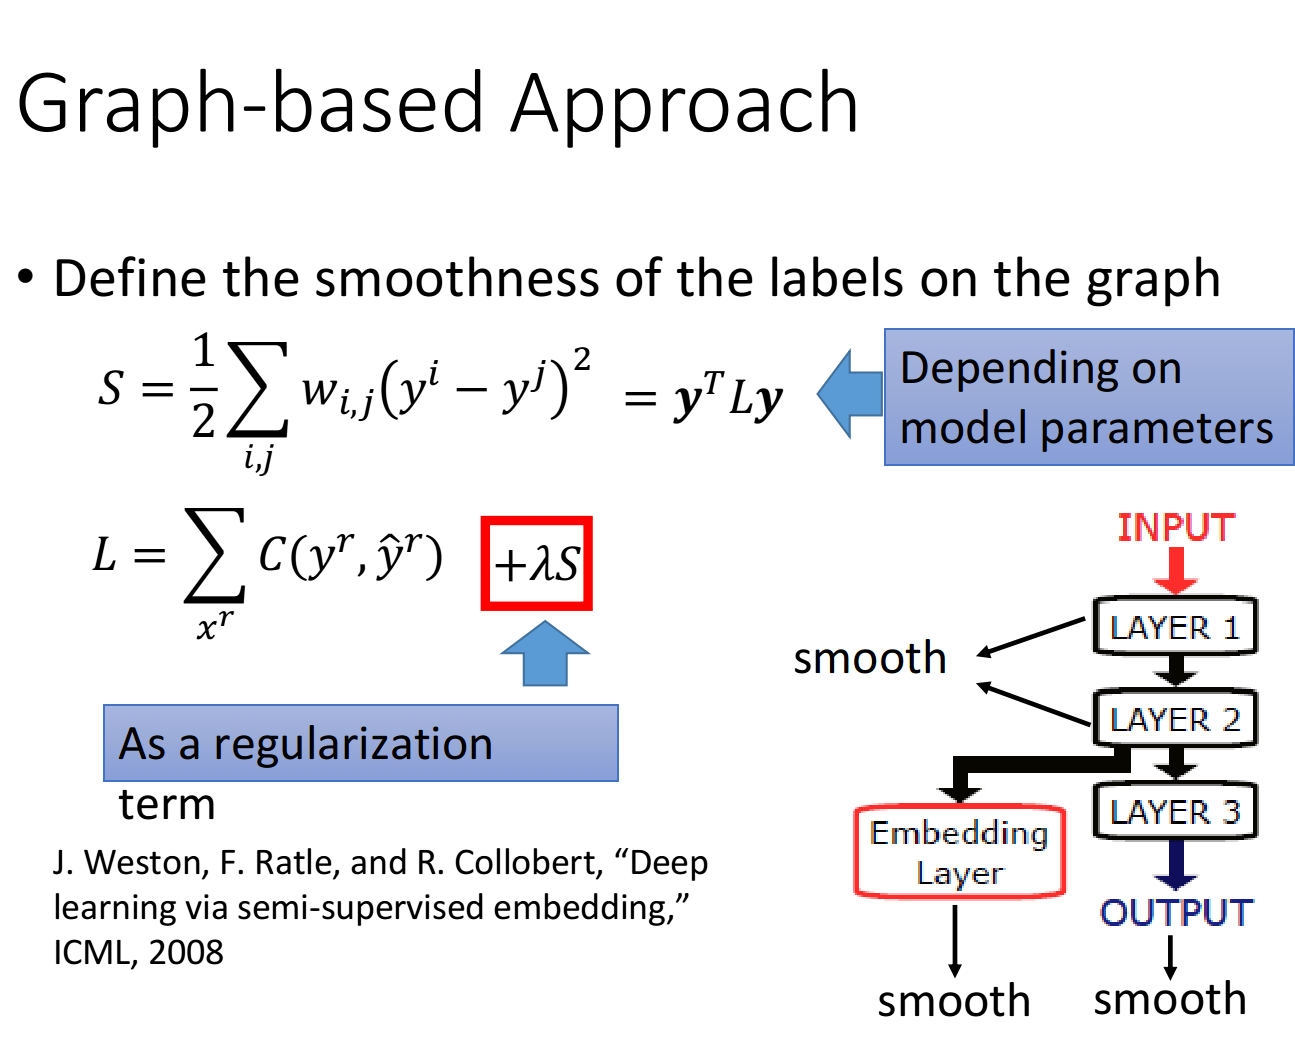 Graph-based Approach
• Define the smoothness of the labels on the graph
S = 1/2 ∑_{i,j} w_{i,j}(y^i − y^j)^2 = y^T L y
Depending on
model parameters
L = ∑_{x^r} C(y^r, ŷ^r) +λS
As a regularization
term
J. Weston, F. Ratle, and R. Collobert, “Deep
learning via semi-supervised embedding,”
ICML, 2008
INPUT
LAYER 1
smooth
LAYER 2
LAYER 3
Embedding
Layer
OUTPUT
smooth
smooth